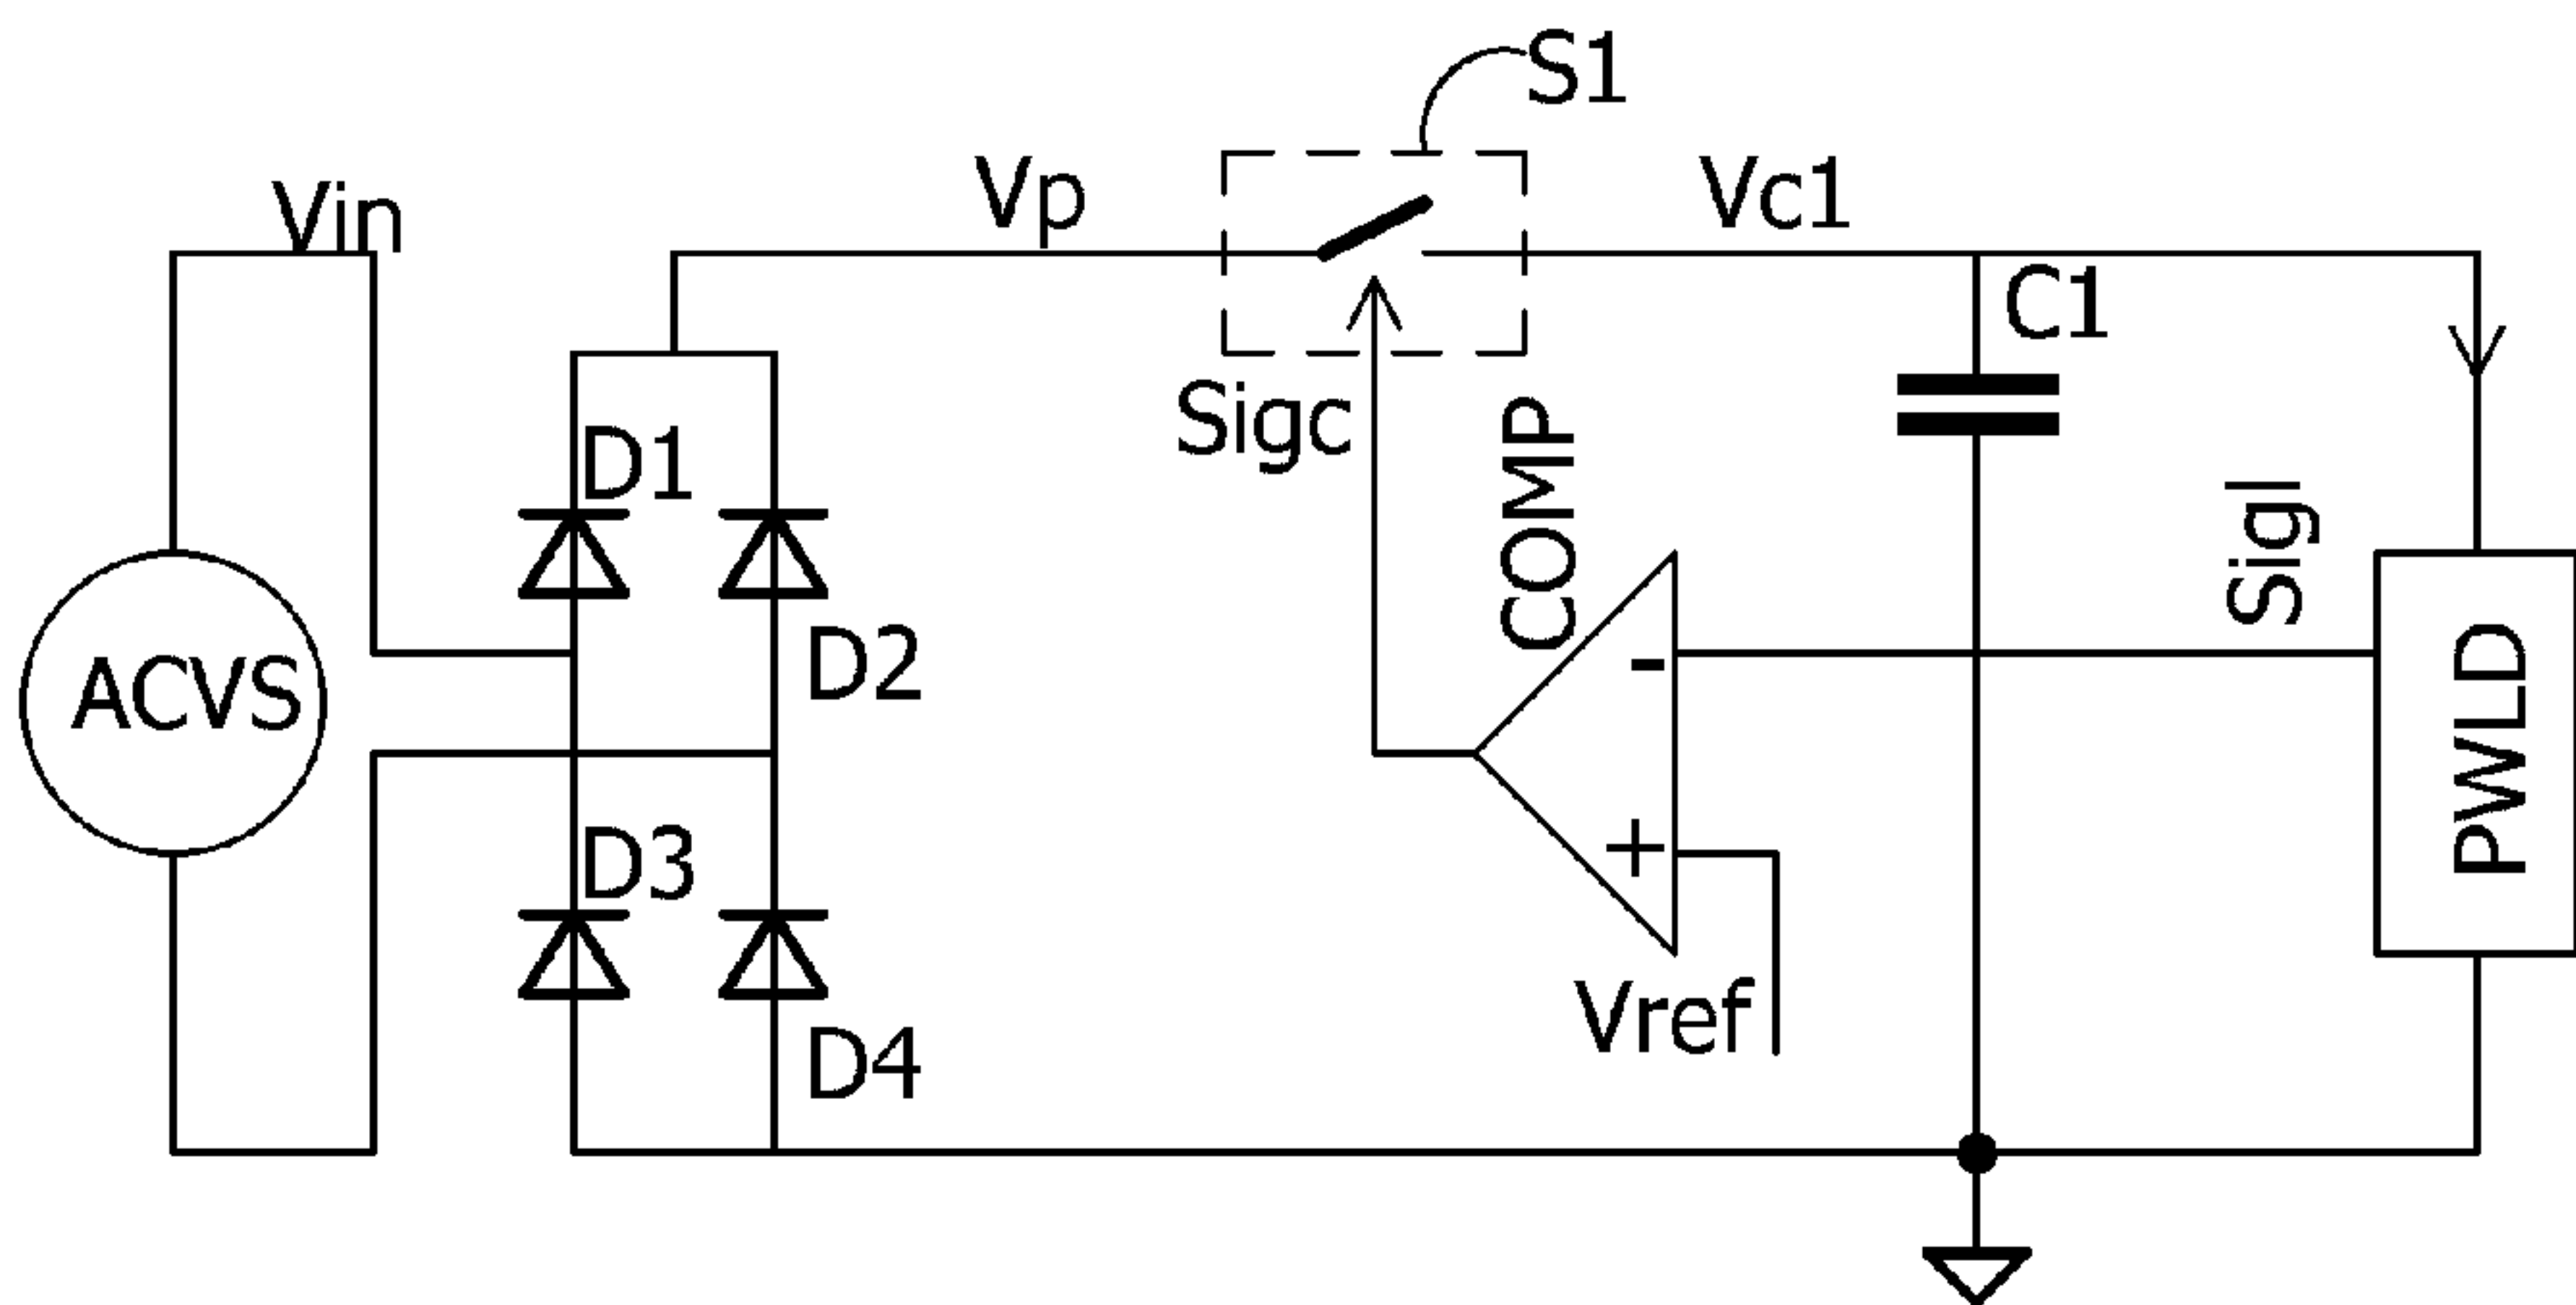 S1
Vin
Vp
Vc1
C1
Sigc
D1
COMP
Sigl
D2
ACVS
-
PWLD
D3
+
Vref
D4